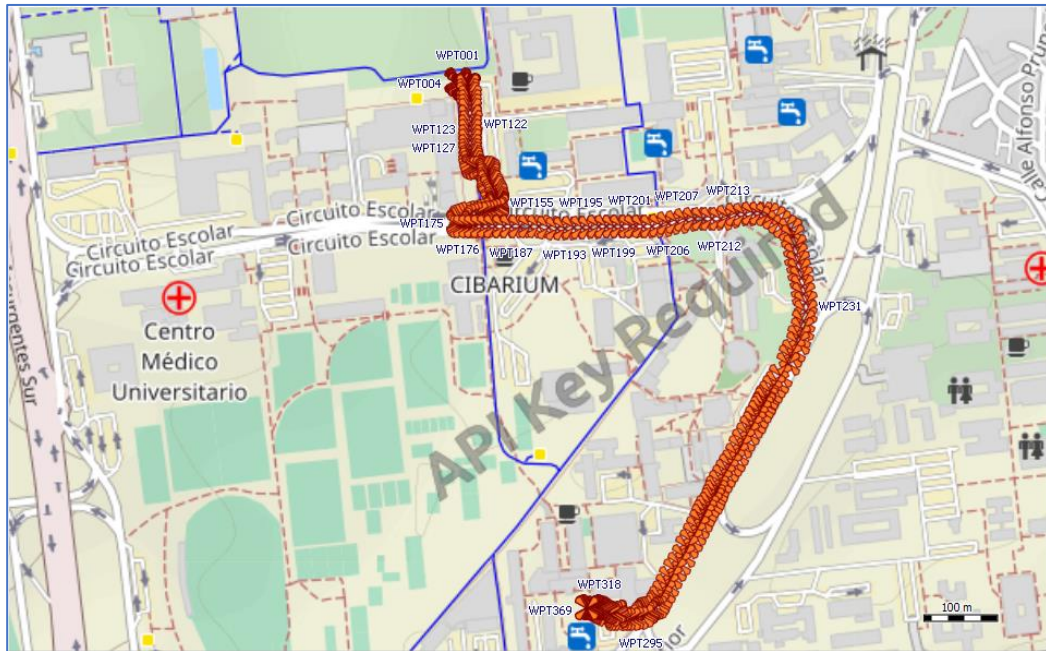 WPT001
WPT004
WPT122
WPT123
WPT127
WPT155
WPT195
WPT201
WPT207
WPT213
Circuito Escolar
Circuito Escolar
Circuito Escolar
Circuito Escolar
Circuito Escolar
WPT175
WPT176
WPT187
WPT193
WPT199
WPT206
WPT212
WPT231
CIBARIUM
Centro
Médico
Universitario
API Key Required
WPT318
WPT369
WPT295
100 m